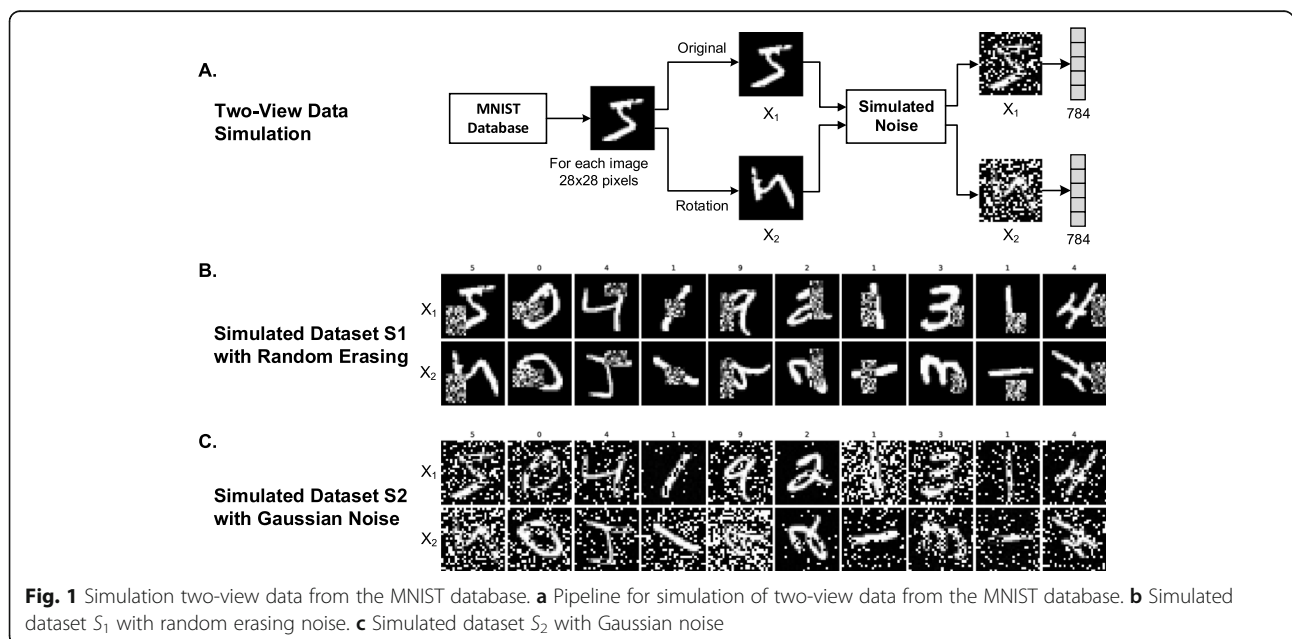 A.
Two-View Data
Simulation
MNIST
Database
For each image
28x28 pixels
Original
Rotation
X₁
X₂
Simulated
Noise
X₁
784
X₂
784
B.
Simulated Dataset S1
with Random Erasing
5 0 4 1 9 2 1 3 1 4
X₁
X₂
C.
Simulated Dataset S2
with Gaussian Noise
5 0 4 1 9 2 1 3 1 4
X₁
X₂
Fig. 1 Simulation two-view data from the MNIST database. a Pipeline for simulation of two-view data from the MNIST database. b Simulated
dataset S₁ with random erasing noise. c Simulated dataset S₂ with Gaussian noise